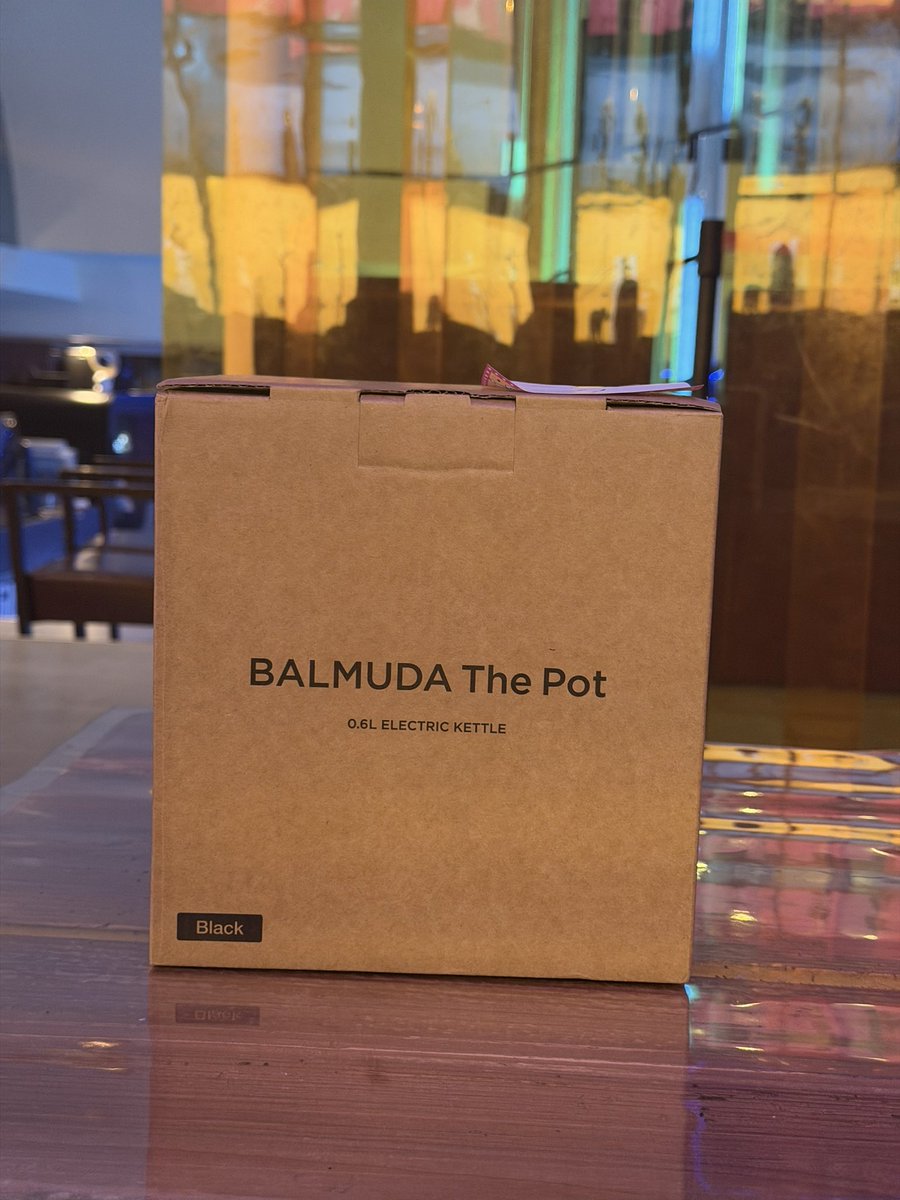 BALMUDA The Pot
0.6L ELECTRIC KETTLE
Black